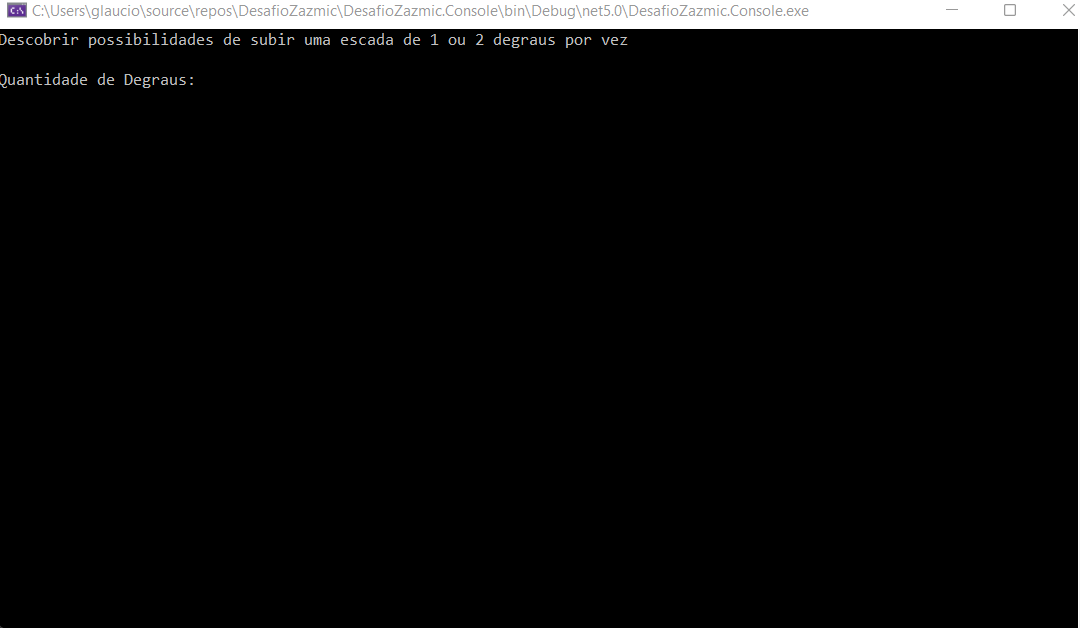 C:\Users\glaucio\source\repos\DesafioZazmic\DesafioZazmic.Console\bin\Debug\net5.0\DesafioZazmic.Console.exe
Descobrir possibilidades de subir uma escada de 1 ou 2 degraus por vez
Quantidade de Degraus: